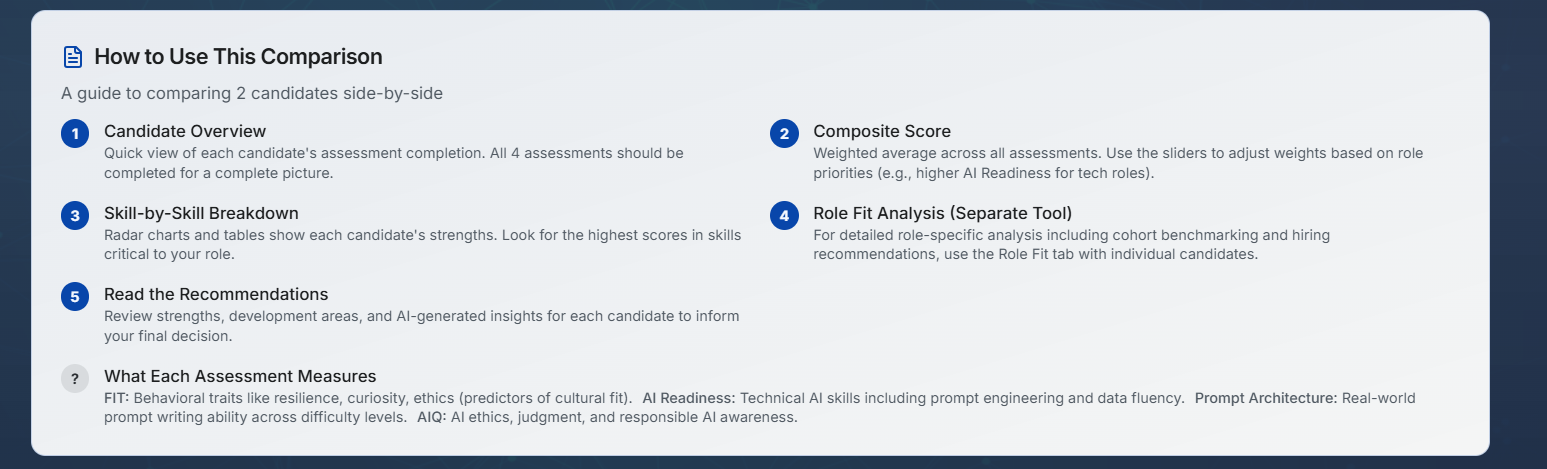 How to Use This Comparison
A guide to comparing 2 candidates side-by-side
1
Candidate Overview
Quick view of each candidate's assessment completion. All 4 assessments should be
completed for a complete picture.
2
Composite Score
Weighted average across all assessments. Use the sliders to adjust weights based on role
priorities (e.g., higher AI Readiness for tech roles).
3
Skill-by-Skill Breakdown
Radar charts and tables show each candidate's strengths. Look for the highest scores in skills
critical to your role.
4
Role Fit Analysis (Separate Tool)
For detailed role-specific analysis including cohort benchmarking and hiring
recommendations, use the Role Fit tab with individual candidates.
5
Read the Recommendations
Review strengths, development areas, and AI-generated insights for each candidate to inform
your final decision.
?
What Each Assessment Measures
FIT: Behavioral traits like resilience, curiosity, ethics (predictors of cultural fit). AI Readiness: Technical AI skills including prompt engineering and data fluency. Prompt Architecture: Real-world
prompt writing ability across difficulty levels. AIQ: AI ethics, judgment, and responsible AI awareness.